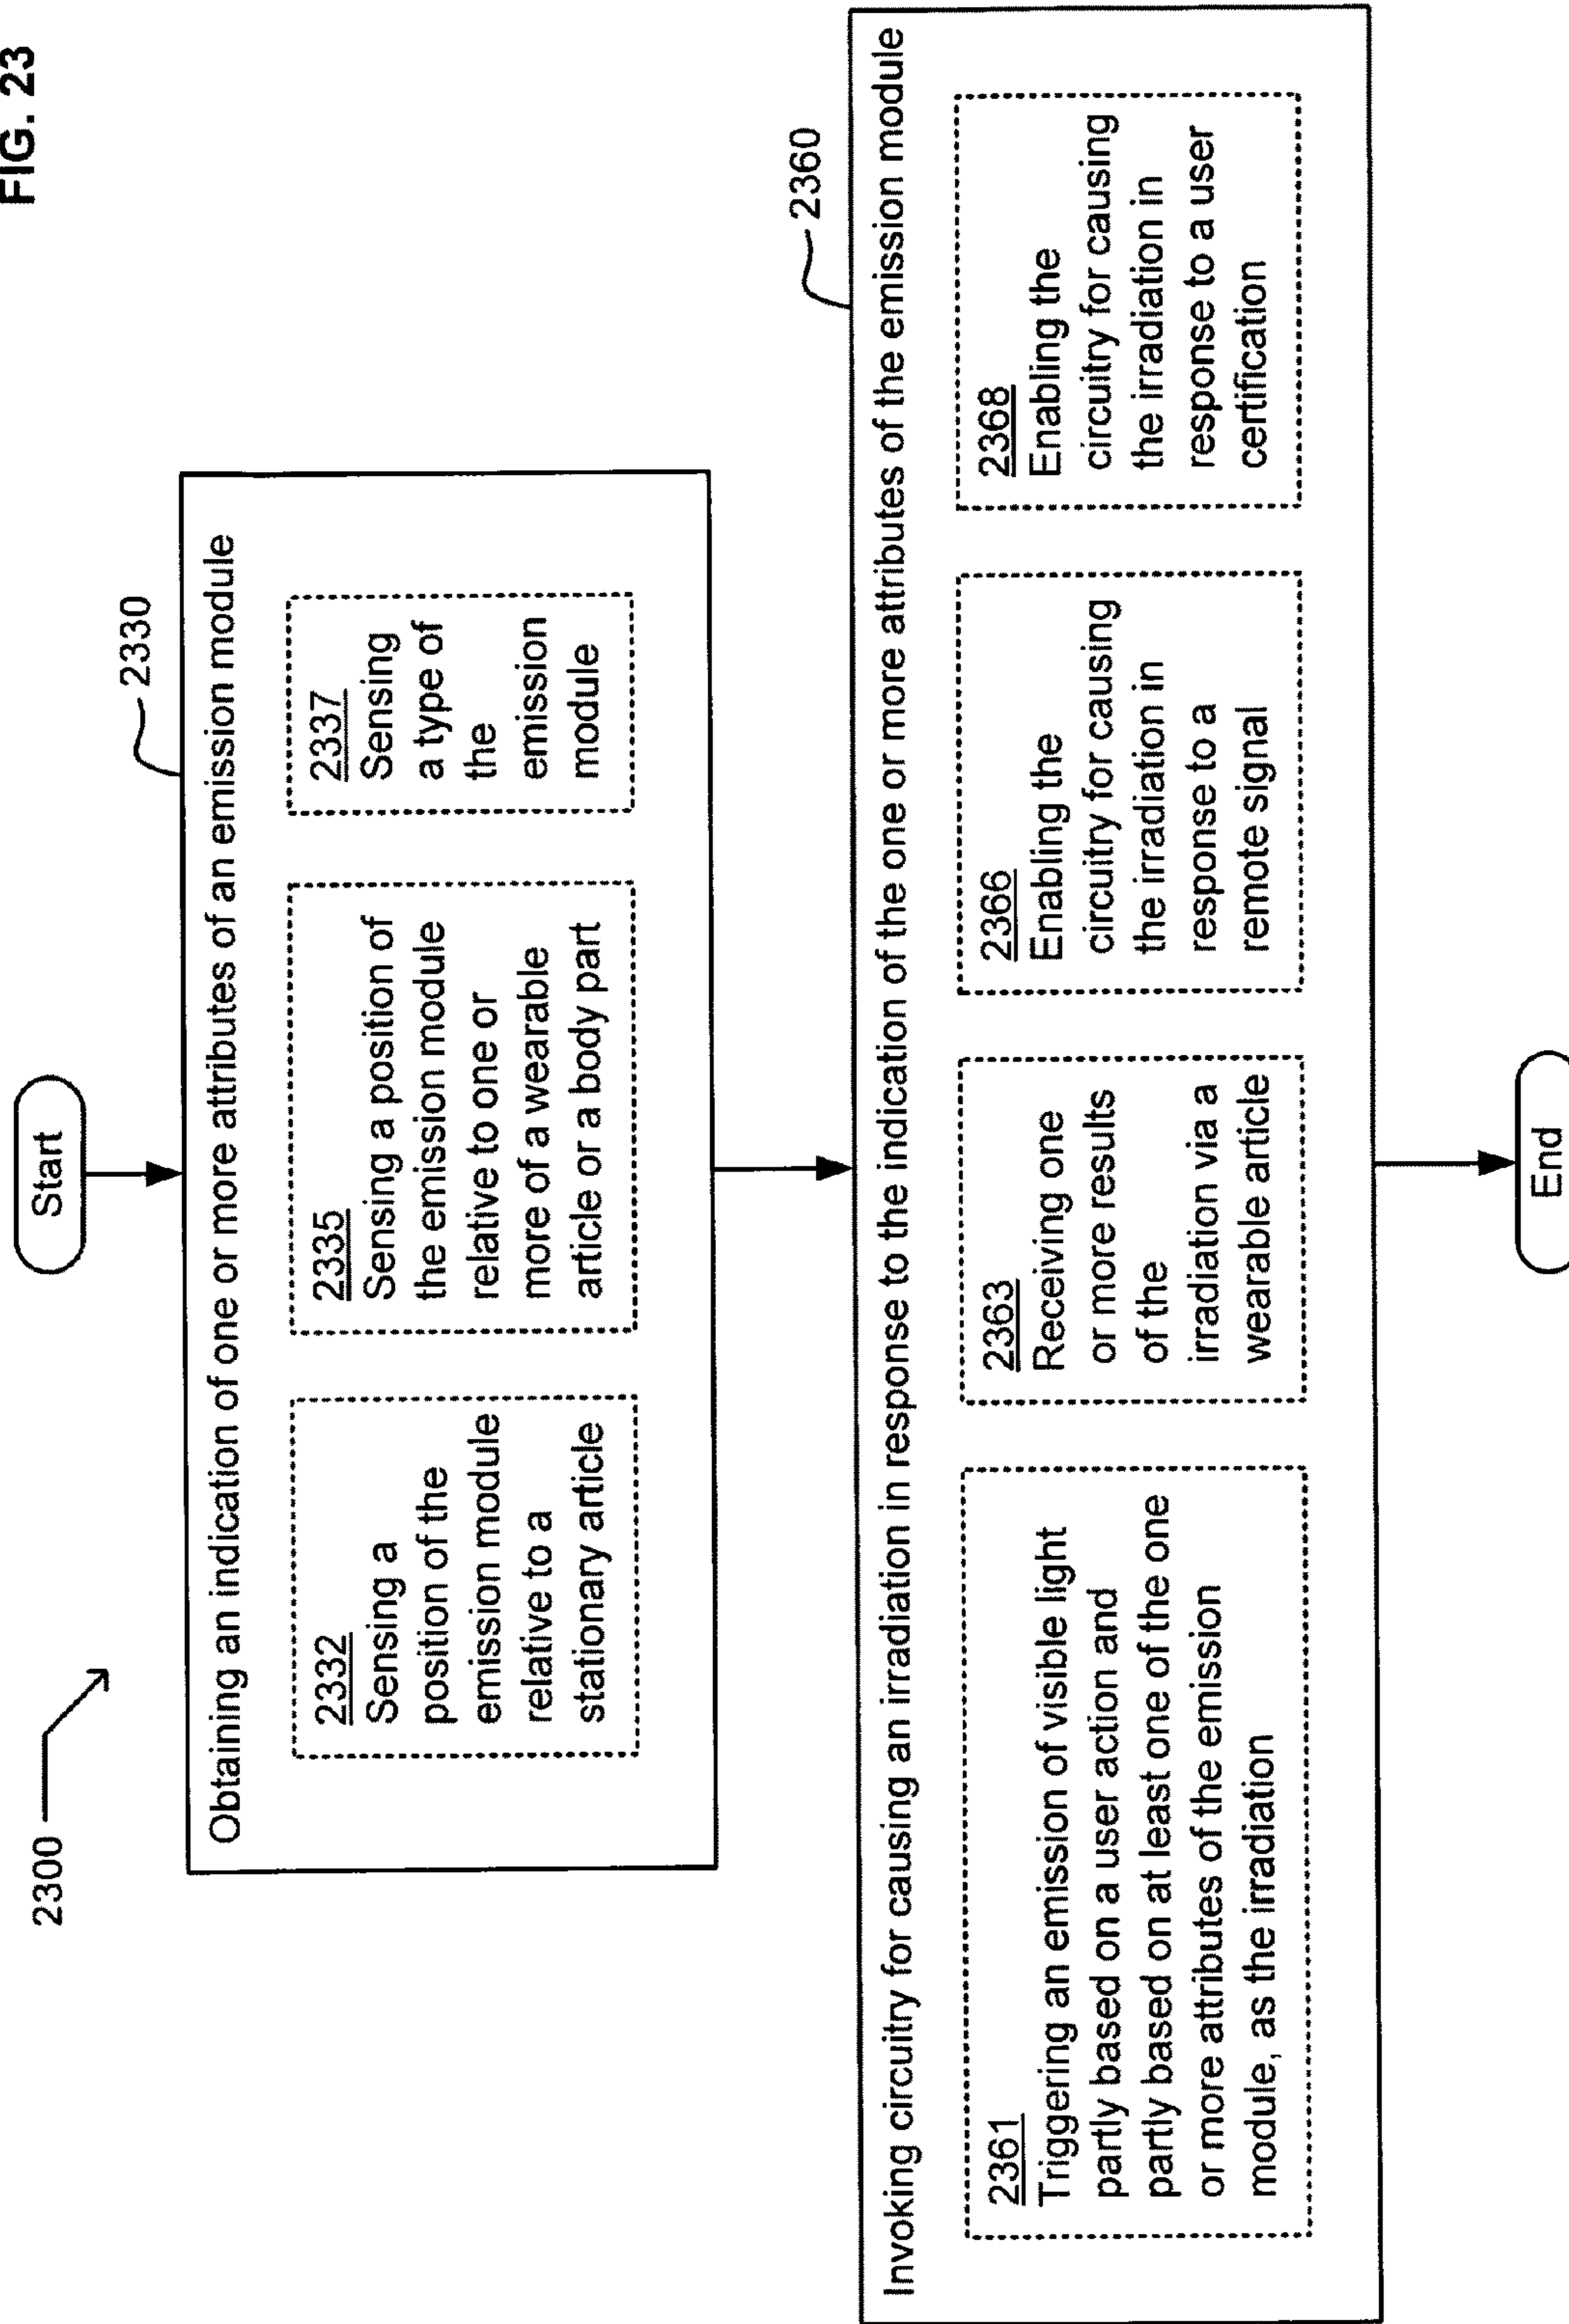 FIG. 23
2300
Start
2330
Obtaining an indication of one or more attributes of an emission module
2332
Sensing a
position of the
emission module
relative to a
stationary article
2335
Sensing a position of
the emission module
relative to one or
more of a wearable
article or a body part
2337
Sensing
a type of
the
emission
module
2360
Invoking circuitry for causing an irradiation in response to the indication of the one or more attributes of the emission module
2361
Triggering an emission of visible light
partly based on a user action and
partly based on at least one of the one
or more attributes of the emission
module, as the irradiation
2363
Receiving one
or more results
of the
irradiation via a
wearable article
2366
Enabling the
circuitry for causing
the irradiation in
response to a
remote signal
2368
Enabling the
circuitry for causing
the irradiation in
response to a user
certification
End